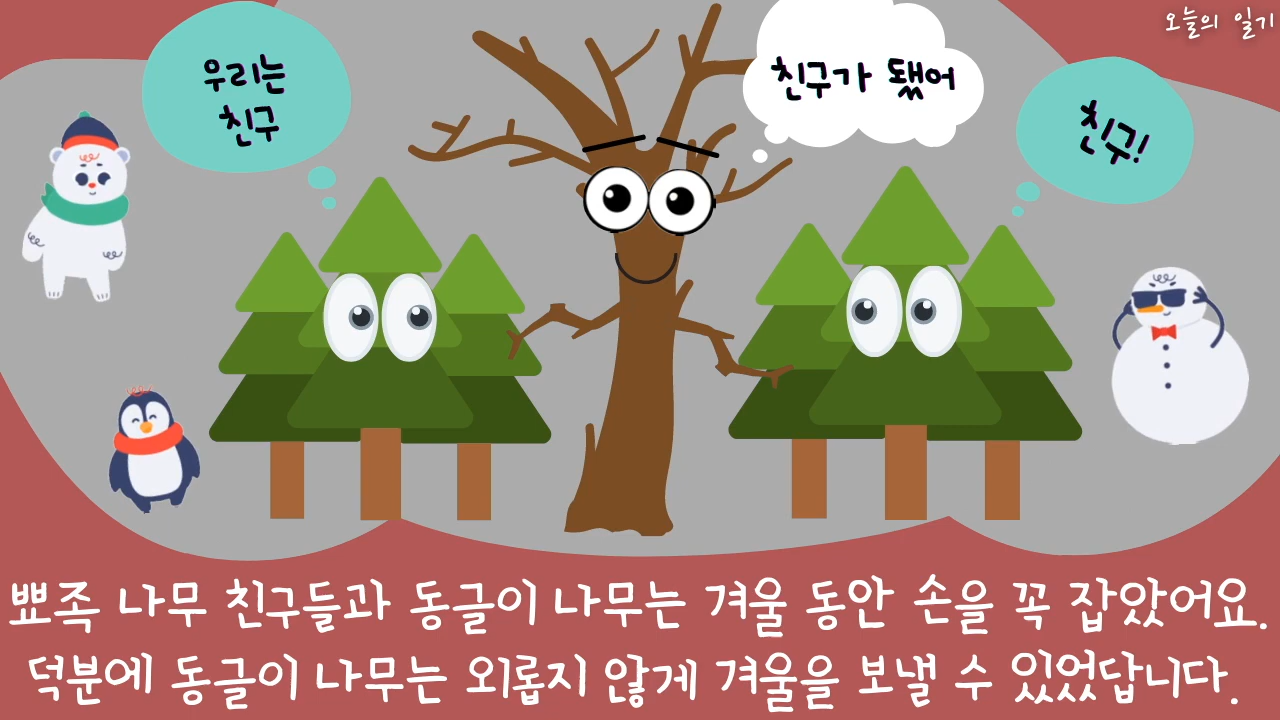 오늘의 일기
우리는
친구
친구가 됐어
친구!
뾰족 나무 친구들과 동글이 나무는 겨울 동안 손을 꼭 잡았어요.
덕분에 동글이 나무는 외롭지 않게 겨울을 보낼 수 있었답니다.